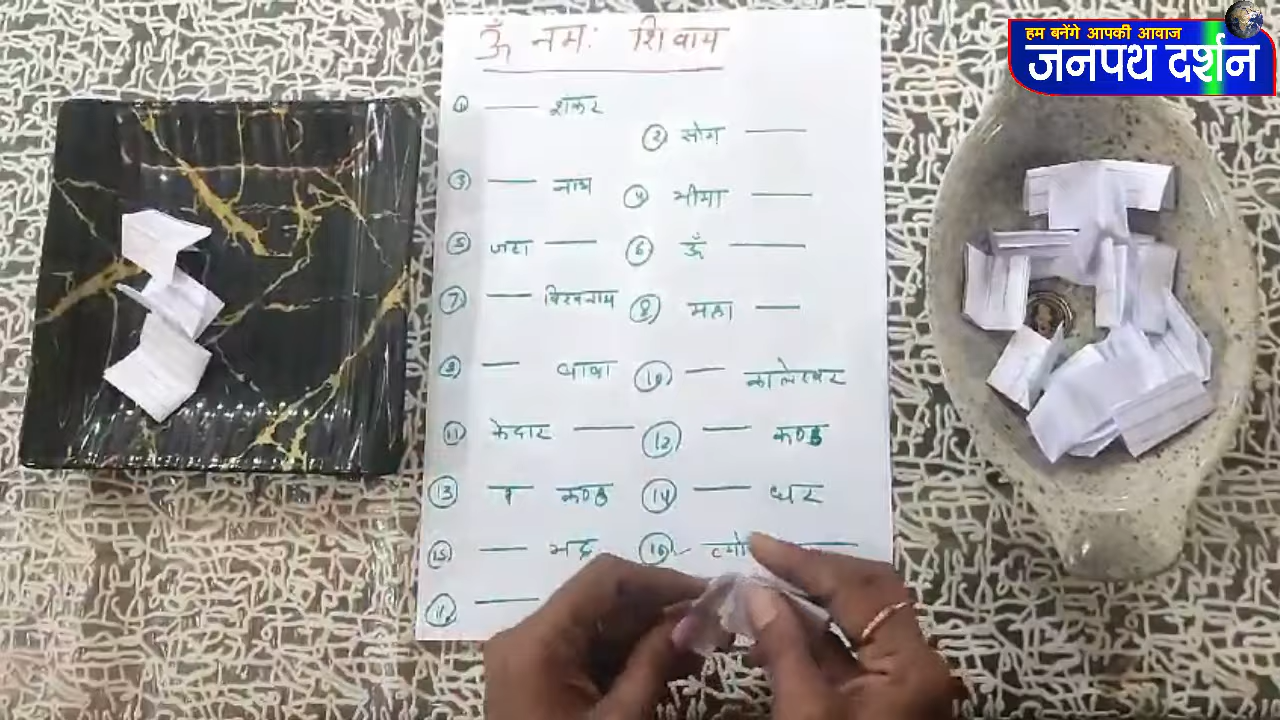 हम बनेंगे आपकी आवाज
जनपथ दर्शन
ॐ नमः शिवाय
① —— शंकर
② सोम ——
③ —— नाथ
④ भीमा ——
⑤ जटा ——
⑥ ॐ ——
⑦ —— विश्वनाथ
⑧ महा ——
⑨ —— बाबा
⑩ —— कालेश्वर
⑪ केदार ——
⑫ —— कण्ठ
⑬ कण्ठ
⑭ —— धर
⑮ —— भद्र
⑯
——